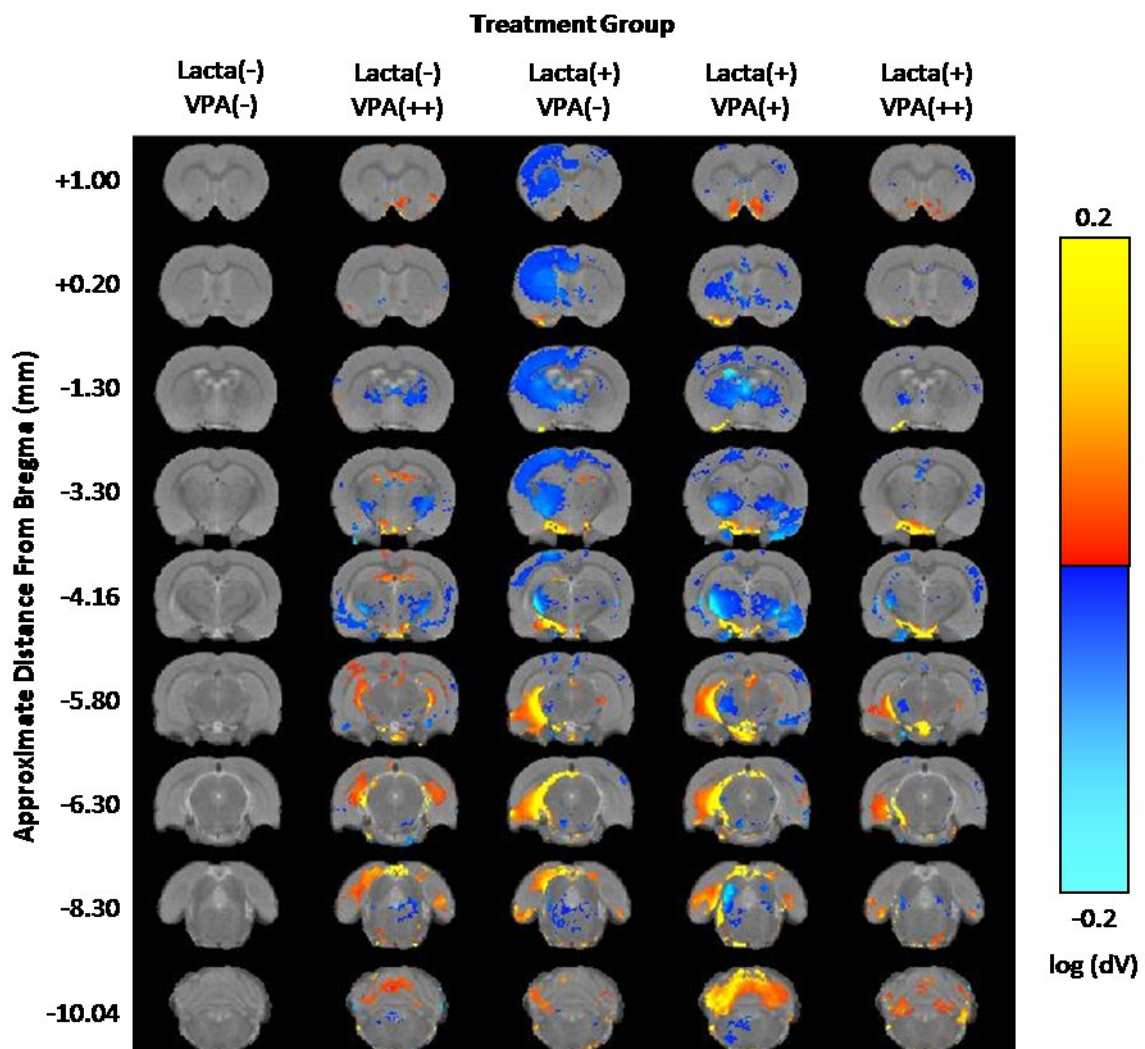 Treatment Group
Lacta(-) Lacta(-) Lacta(+) Lacta(+) Lacta(+)
VPA(-) VPA(++) VPA(-) VPA(+) VPA(++)
Approximate Distance From Bregma (mm)
+1.00
+0.20
-1.30
-3.30
-4.16
-5.80
-6.30
-8.30
-10.04
0.2
-0.2
log (dV)